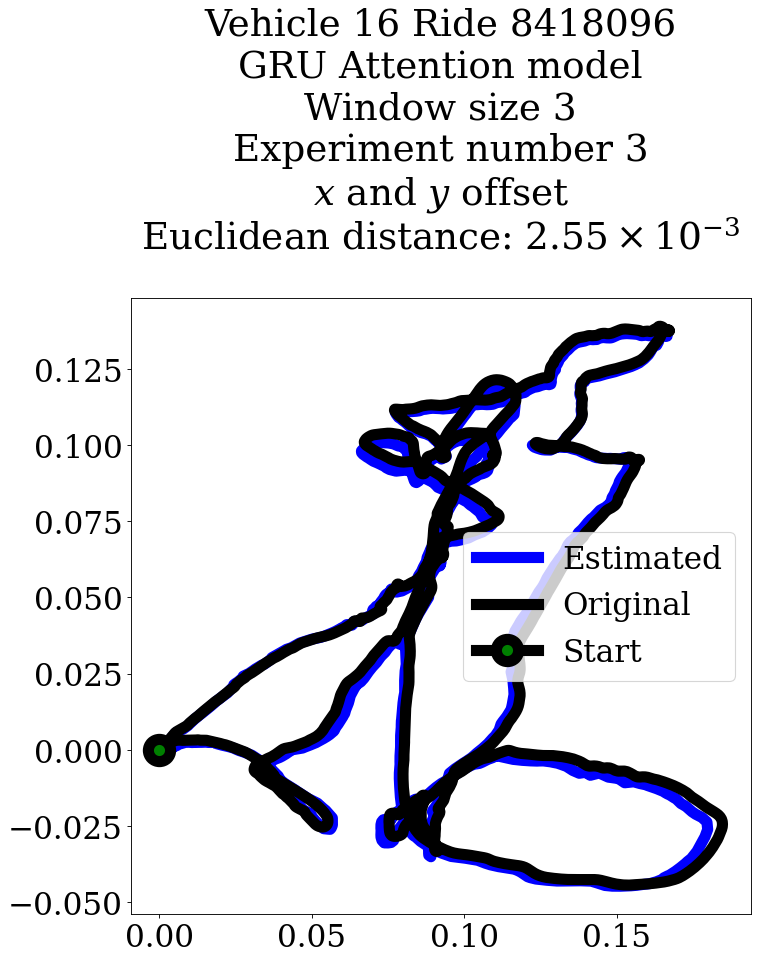 Vehicle 16 Ride 8418096
GRU Attention model
Window size 3
Experiment number 3
x and y offset
Euclidean distance: 2.55 × 10⁻³
0.125
0.100
0.075
0.050
0.025
0.000
−0.025
−0.050
Estimated
Original
Start
0.00 0.05 0.10 0.15